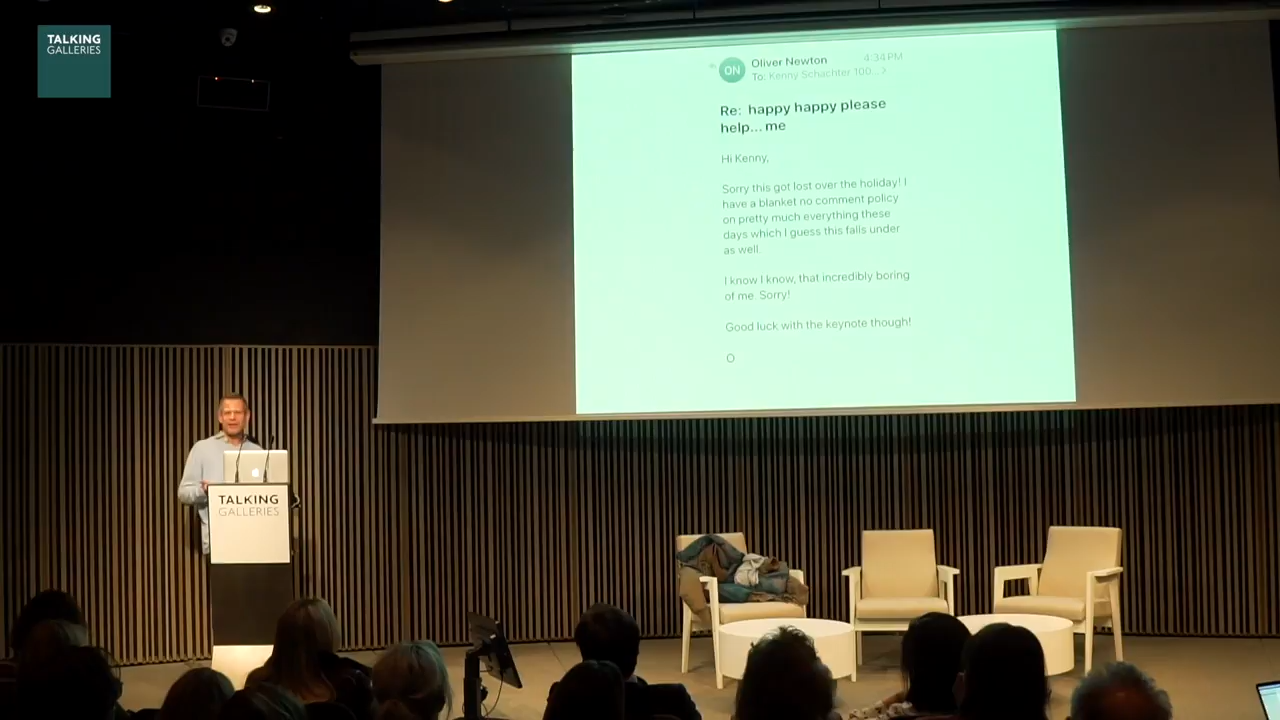 TALKING
GALLERIES
ON
Oliver Newton
4:34 PM
To: Kenny Schachter 100... >
Re: happy happy please
help... me
Hi Kenny,
Sorry this got lost over the holiday! I
have a blanket no comment policy
on pretty much everything these
days which I guess this falls under
as well.
I know I know, that incredibly boring
of me. Sorry!
Good luck with the keynote though!
O
TALKING
GALLERIES